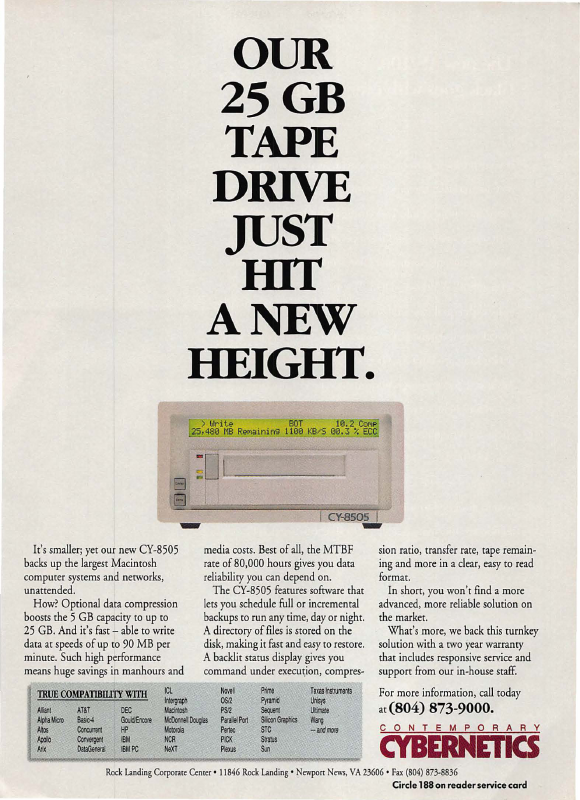 OUR
25 GB
TAPE
DRIVE
JUST
HIT
A NEW
HEIGHT.
> Write BOT 10.2 Comp
25.480 MB Remaining 1100 KB/S 00.3 % ECC
CY-8505
It's smaller; yet our new CY-8505
backs up the largest Macintosh
computer systems and networks,
unattended.
How? Optional data compression
boosts the 5 GB capacity to up to
25 GB. And it's fast – able to write
data at speeds of up to 90 MB per
minute. Such high performance
means huge savings in manhours and
media costs. Best of all, the MTBF
rate of 80,000 hours gives you data
reliability you can depend on.
The CY-8505 features software that
lets you schedule full or incremental
backups to run any time, day or night.
A directory of files is stored on the
disk, making it fast and easy to restore.
A backlit status display gives you
command under execution, compres-
sion ratio, transfer rate, tape remain-
ing and more in a clear, easy to read
format.
In short, you won't find a more
advanced, more reliable solution on
the market.
What's more, we back this turnkey
solution with a two year warranty
that includes responsive service and
support from our in-house staff.
For more information, call today
at (804) 873-9000.
TRUE COMPATIBILITY WITH
Alliant
Alpha Micro
Altos
Apollo
Arix
AT&T
Basic-4
Concurrent
Convergent
DataGeneral
DEC
Gould/Encore
HP
IBM
IBM PC
ICL
Intergraph
Macintosh
McDonnell Douglas
Motorola
NCR
NeXT
Novell
OS/2
PS/2
Parallel Port
Pertec
PICK
Plexus
Prime
Pyramid
Sequent
Silicon Graphics
STC
Stratus
Sun
Texas Instruments
Unisys
Ultimate
Wang
— and more
CONTEMPORARY
CYBERNETICS
Rock Landing Corporate Center • 11846 Rock Landing • Newport News, VA 23606 • Fax (804) 873-8836
Circle 188 on reader service card